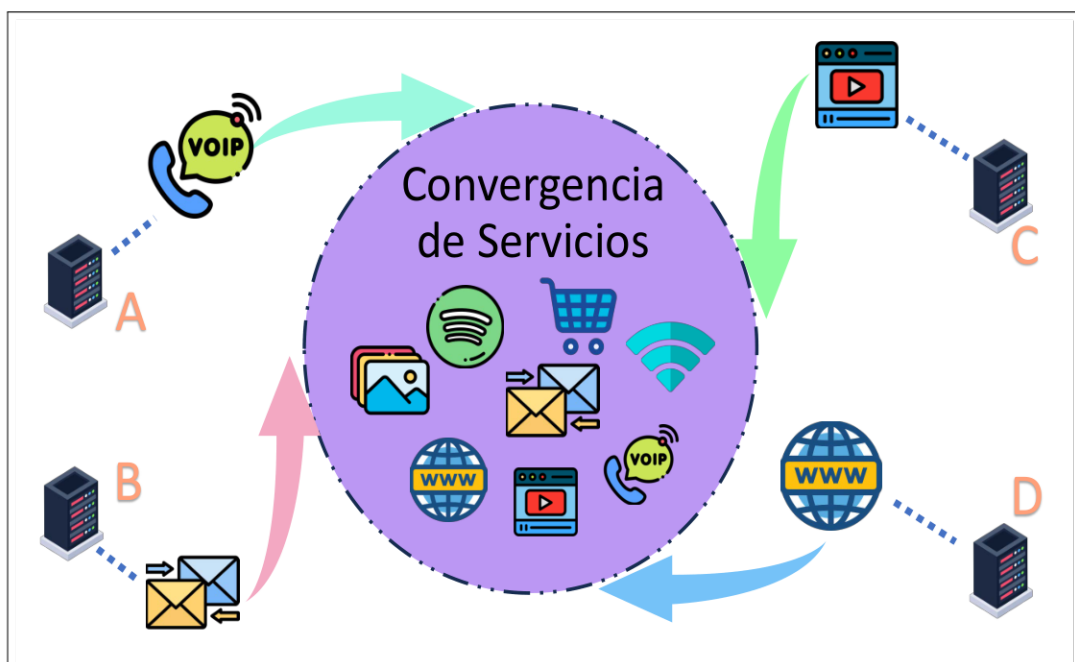 VOIP
A
Convergencia
de Servicios
C
B
WWW
D
WWW
VOIP